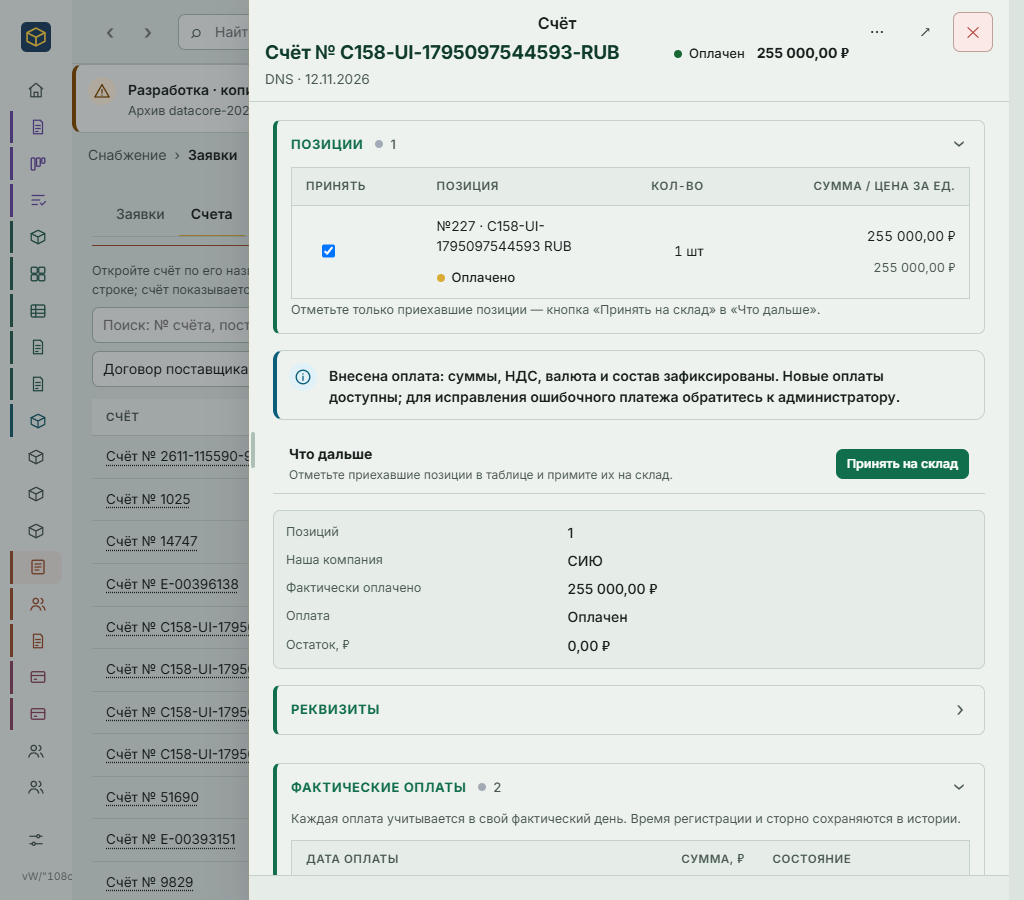 Найт
Разработка · копи
Архив datacore-202
Снабжение › Заявки
Заявки Счета
Откройте счёт по его назв
строке; счёт показываетс
Поиск: № счёта, пост
Договор поставщика
СЧЁТ
Счёт № 2611-115590-9
Счёт № 1025
Счёт № 14747
Счёт № E-00396138
Счёт № C158-UI-17950
Счёт № C158-UI-17950
Счёт № C158-UI-17950
Счёт № C158-UI-17950
Счёт № 51690
Счёт № E-00393151
Счёт № 9829
vW/"108c
Счёт
Счёт № C158-UI-1795097544593-RUB
Оплачен 255 000,00 ₽
DNS · 12.11.2026
ПОЗИЦИИ 1
ПРИНЯТЬ ПОЗИЦИЯ КОЛ-ВО СУММА / ЦЕНА ЗА ЕД.
№227 · C158-UI-
1795097544593 RUB
Оплачено
1 шт
255 000,00 ₽
255 000,00 ₽
Отметьте только приехавшие позиции — кнопка «Принять на склад» в «Что дальше».
Внесена оплата: суммы, НДС, валюта и состав зафиксированы. Новые оплаты
доступны; для исправления ошибочного платежа обратитесь к администратору.
Что дальше
Отметьте приехавшие позиции в таблице и примите их на склад.
Принять на склад
Позиций 1
Наша компания СИЮ
Фактически оплачено 255 000,00 ₽
Оплата Оплачен
Остаток, ₽ 0,00 ₽
РЕКВИЗИТЫ
ФАКТИЧЕСКИЕ ОПЛАТЫ 2
Каждая оплата учитывается в свой фактический день. Время регистрации и сторно сохраняются в истории.
ДАТА ОПЛАТЫ СУММА, ₽ СОСТОЯНИЕ